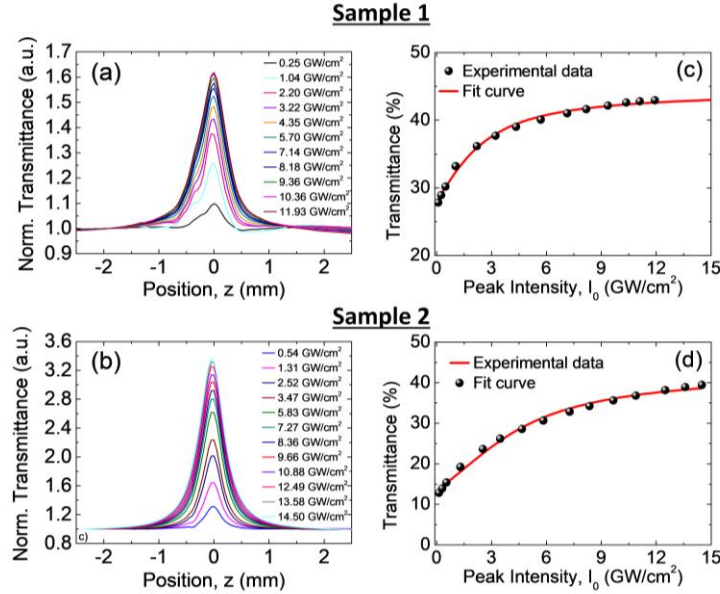 Sample 1
(a)
Norm. Transmittance (a.u.)
1.7
1.6
1.5
1.4
1.3
1.2
1.1
1.0
0.9
-2
-1
0
1
2
Position, z (mm)
0.25 GW/cm²
1.04 GW/cm²
2.20 GW/cm²
3.22 GW/cm²
4.35 GW/cm²
5.70 GW/cm²
7.14 GW/cm²
8.18 GW/cm²
9.36 GW/cm²
10.36 GW/cm²
11.93 GW/cm²
(c)
Transmittance (%)
50
40
30
20
0
3
6
9
12
15
Peak Intensity, I₀ (GW/cm²)
Experimental data
Fit curve
Sample 2
(b)
Norm. Transmittance (a.u.)
3.6
3.2
2.8
2.4
2.0
1.6
1.2
0.8
c)
-2
-1
0
1
2
Position, z (mm)
0.54 GW/cm²
1.31 GW/cm²
2.52 GW/cm²
3.47 GW/cm²
5.83 GW/cm²
7.27 GW/cm²
8.36 GW/cm²
9.66 GW/cm²
10.88 GW/cm²
12.49 GW/cm²
13.58 GW/cm²
14.50 GW/cm²
(d)
Transmittance (%)
50
40
30
20
10
0
0
3
6
9
12
15
Peak Intensity, I₀ (GW/cm²)
Experimental data
Fit curve